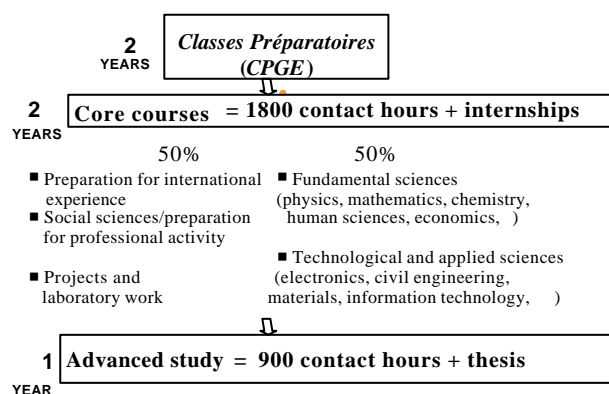 2
YEARS
Classes Préparatoires
(CPGE)
2
YEARS
Core courses = 1800 contact hours + internships
50%
■ Preparation for international
experience
■ Social sciences/preparation
for professional activity
■ Projects and
laboratory work
50%
■ Fundamental sciences
(physics, mathematics, chemistry,
human sciences, economics, )
■ Technological and applied sciences
(electronics, civil engineering,
materials, information technology, )
1
YEAR
Advanced study = 900 contact hours + thesis